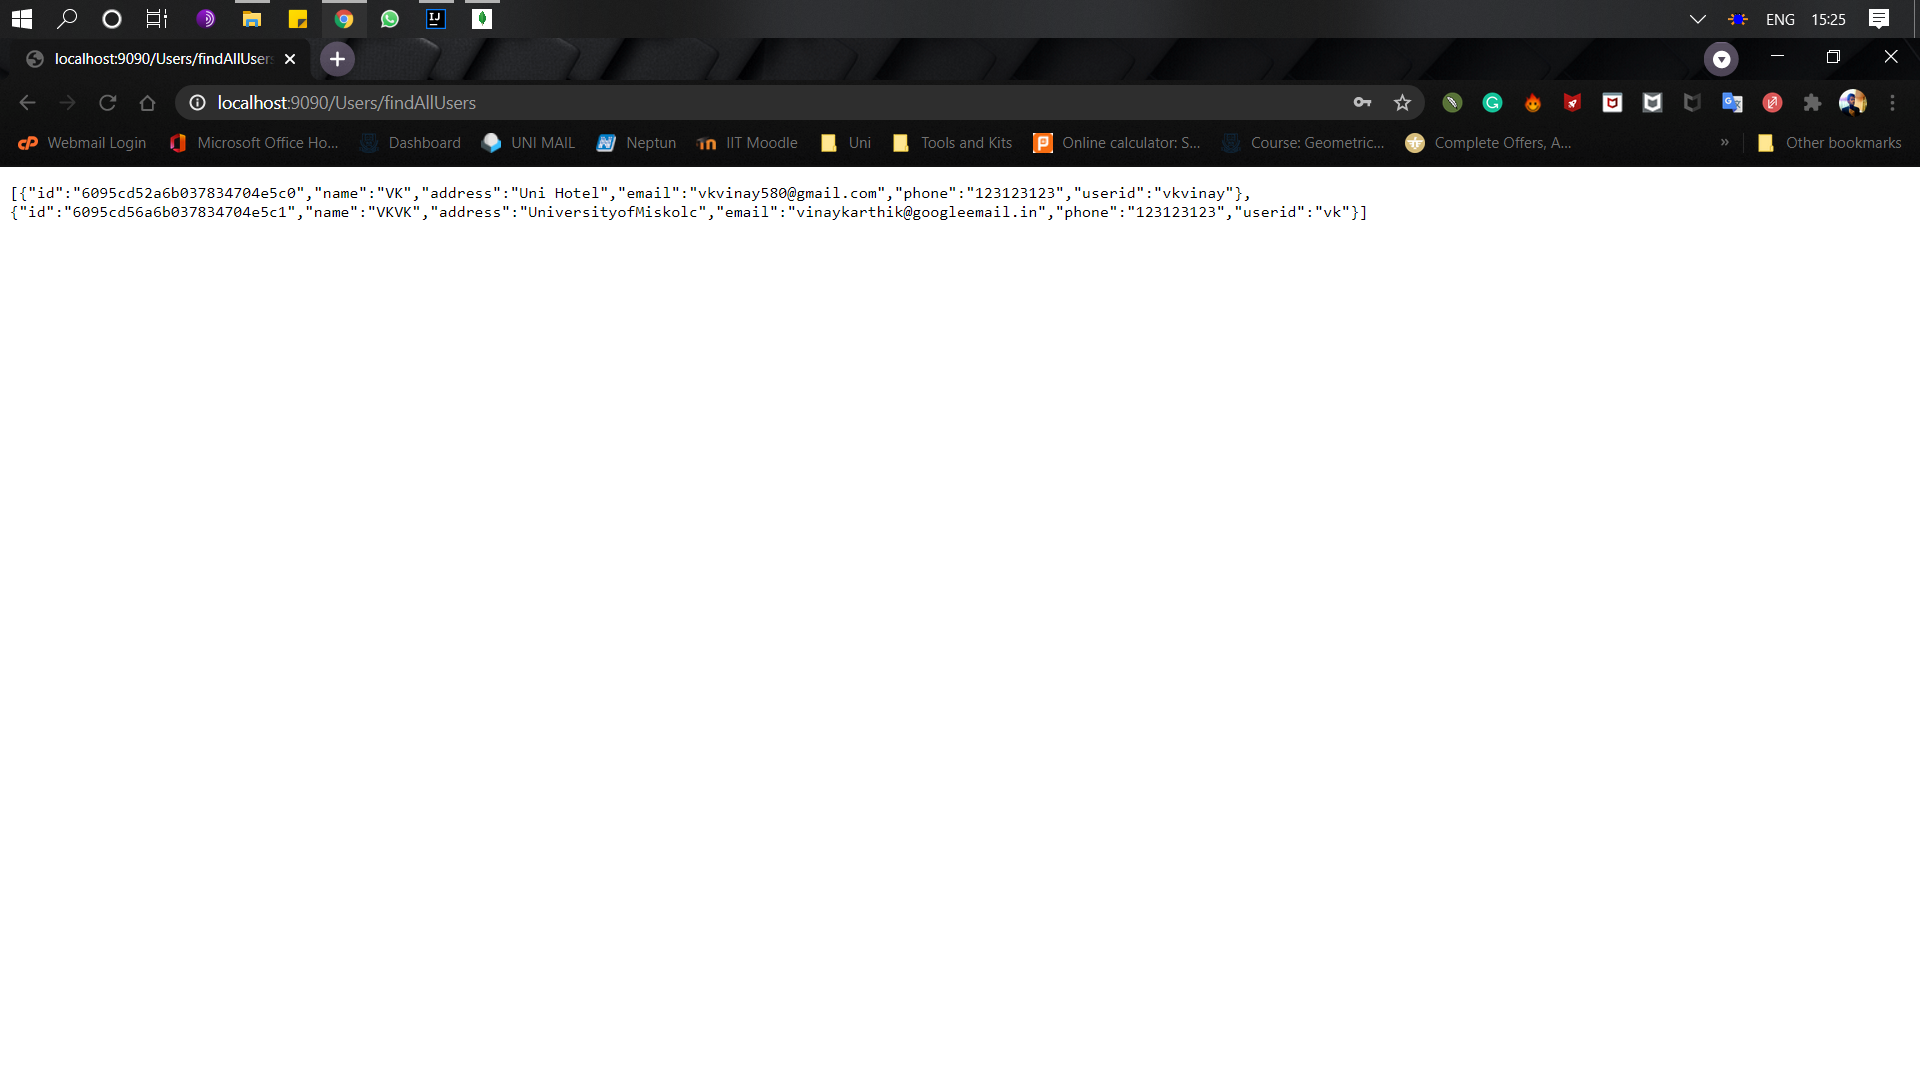 ENG 15:25
localhost:9090/Users/findAllUsers
localhost:9090/Users/findAllUsers
Webmail Login Microsoft Office Ho... Dashboard UNI MAIL Neptun IIT Moodle Uni Tools and Kits Online calculator: S... Course: Geometric... Complete Offers, A... » Other bookmarks
[{"id":"6095cd52a6b037834704e5c0","name":"VK","address":"Uni Hotel","email":"vkvinay580@gmail.com","phone":"123123123","userid":"vkvinay"},
{"id":"6095cd56a6b037834704e5c1","name":"VKVK","address":"UniversityofMiskolc","email":"vinaykarthik@googleemail.in","phone":"123123123","userid":"vk"}]